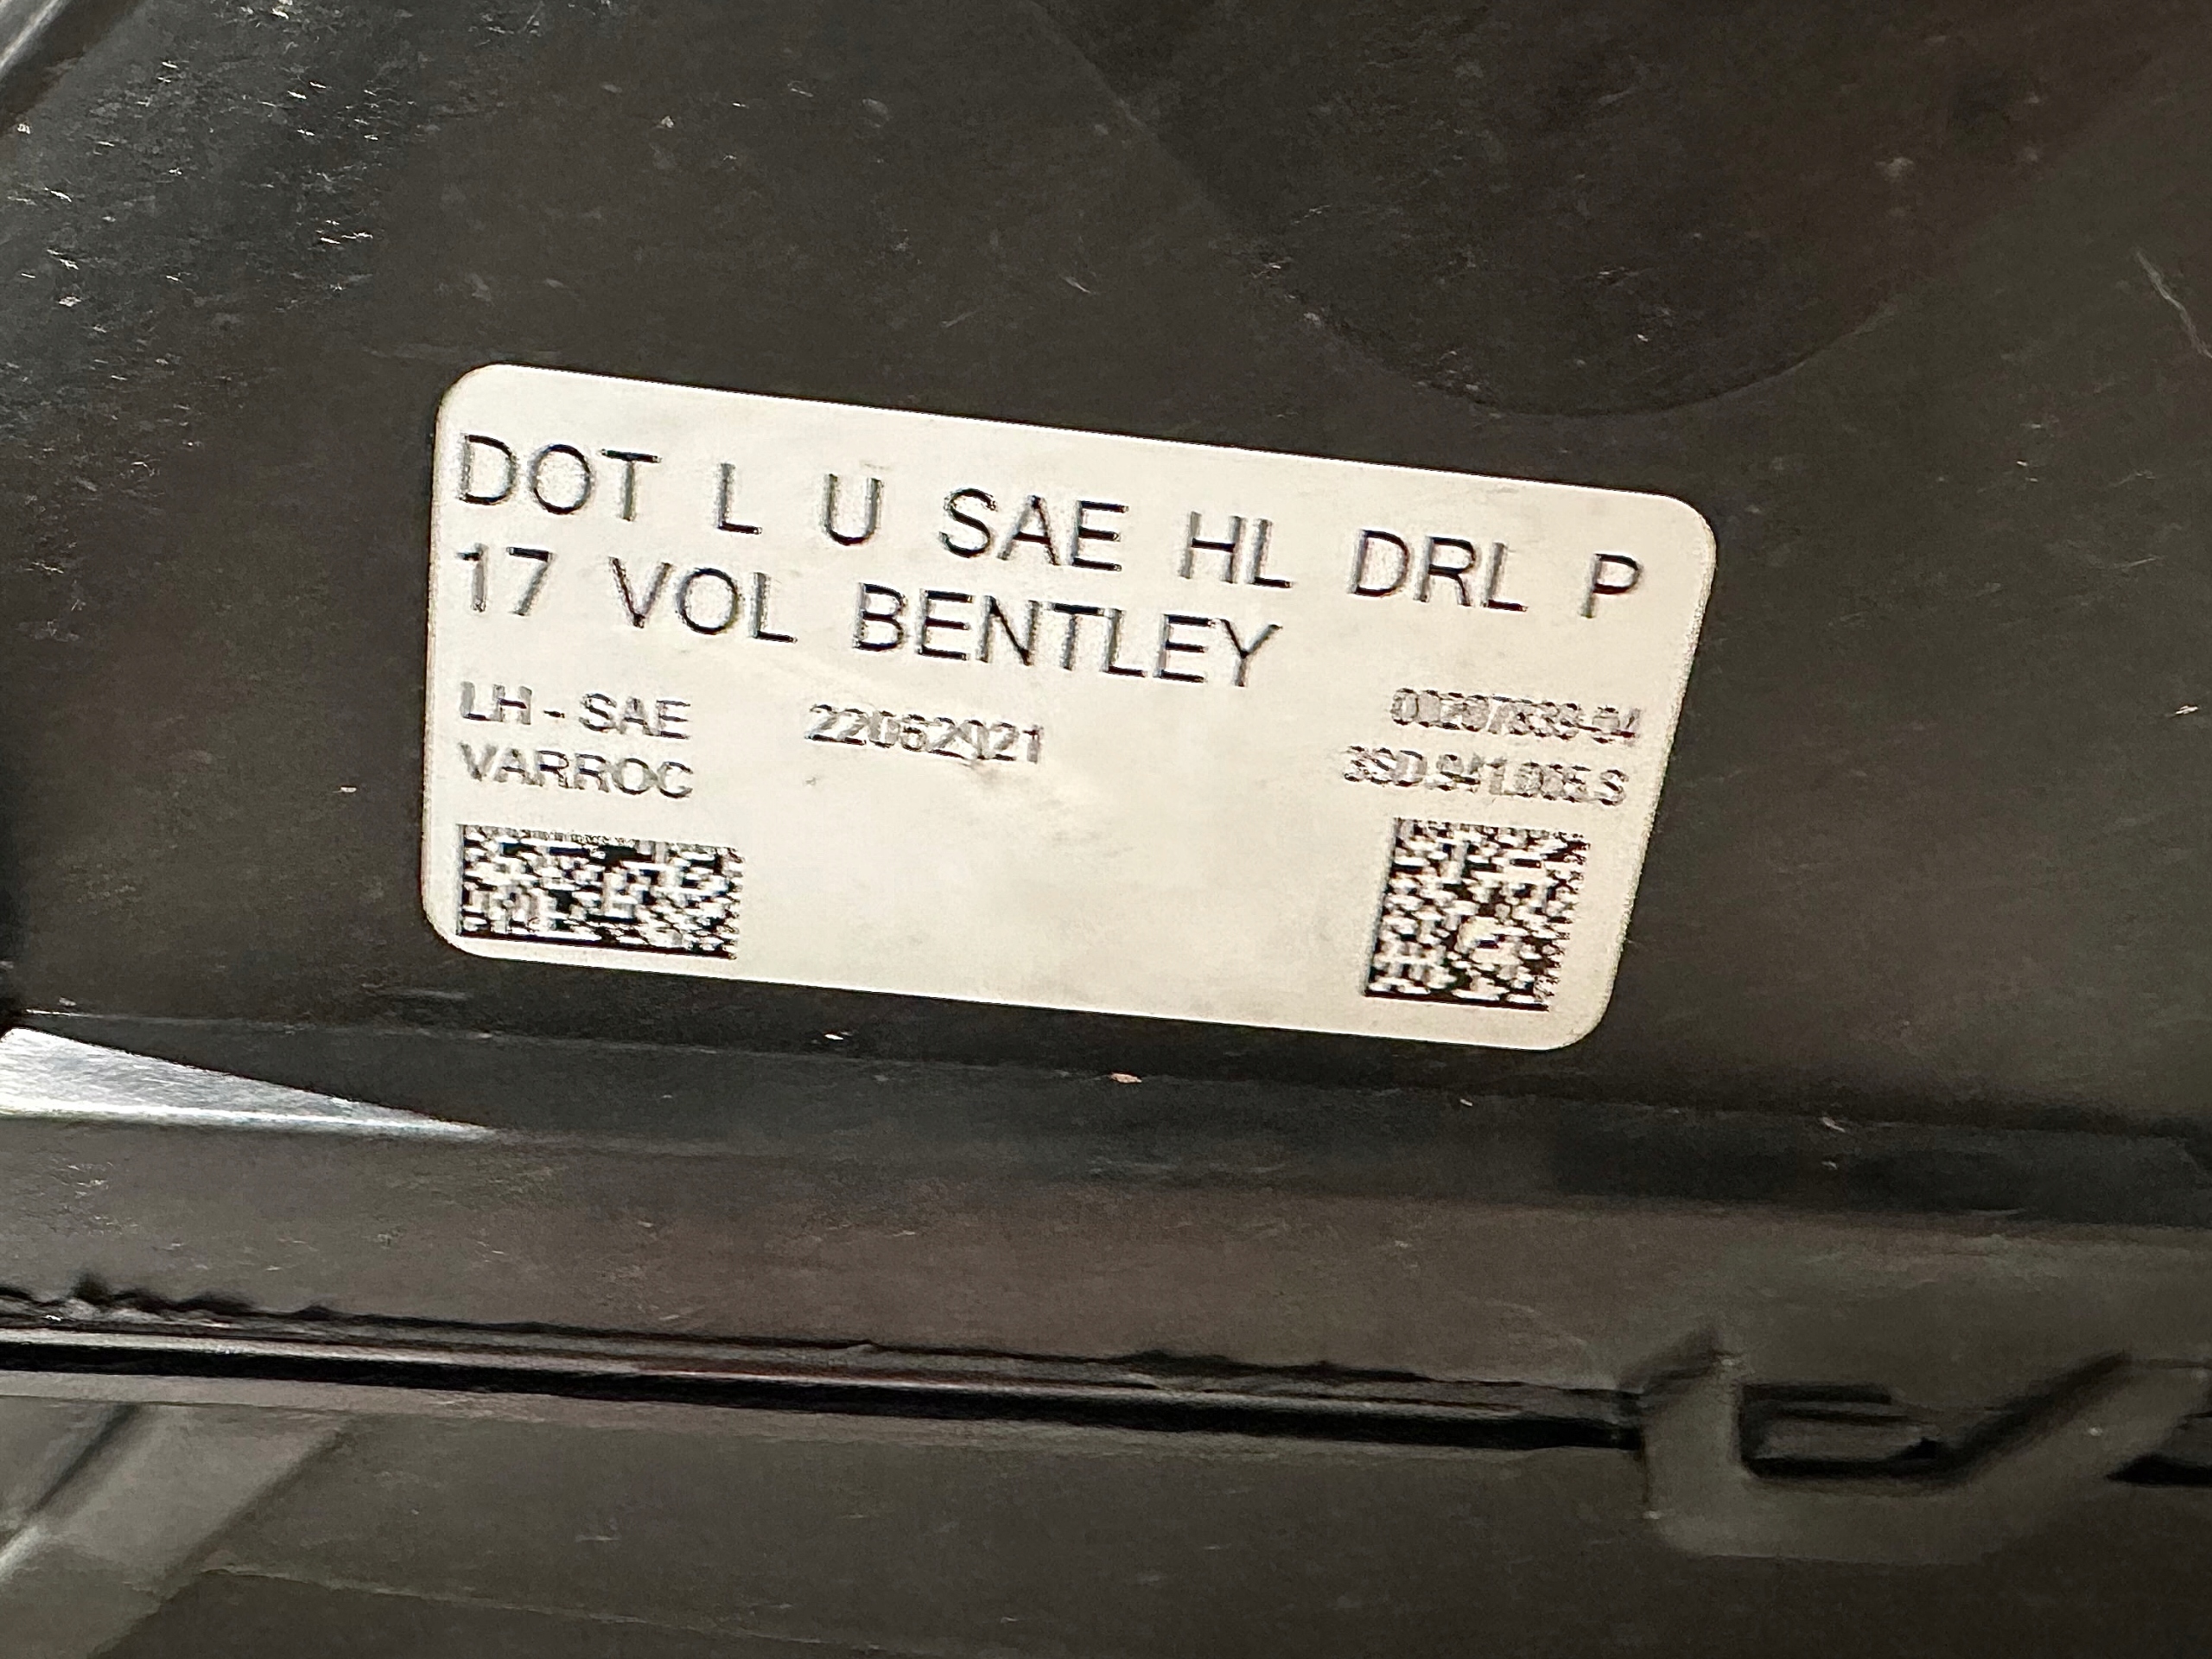 DOT L U SAE HL DRL P
17 VOL BENTLEY
LH - SAE 22062021
VARROC